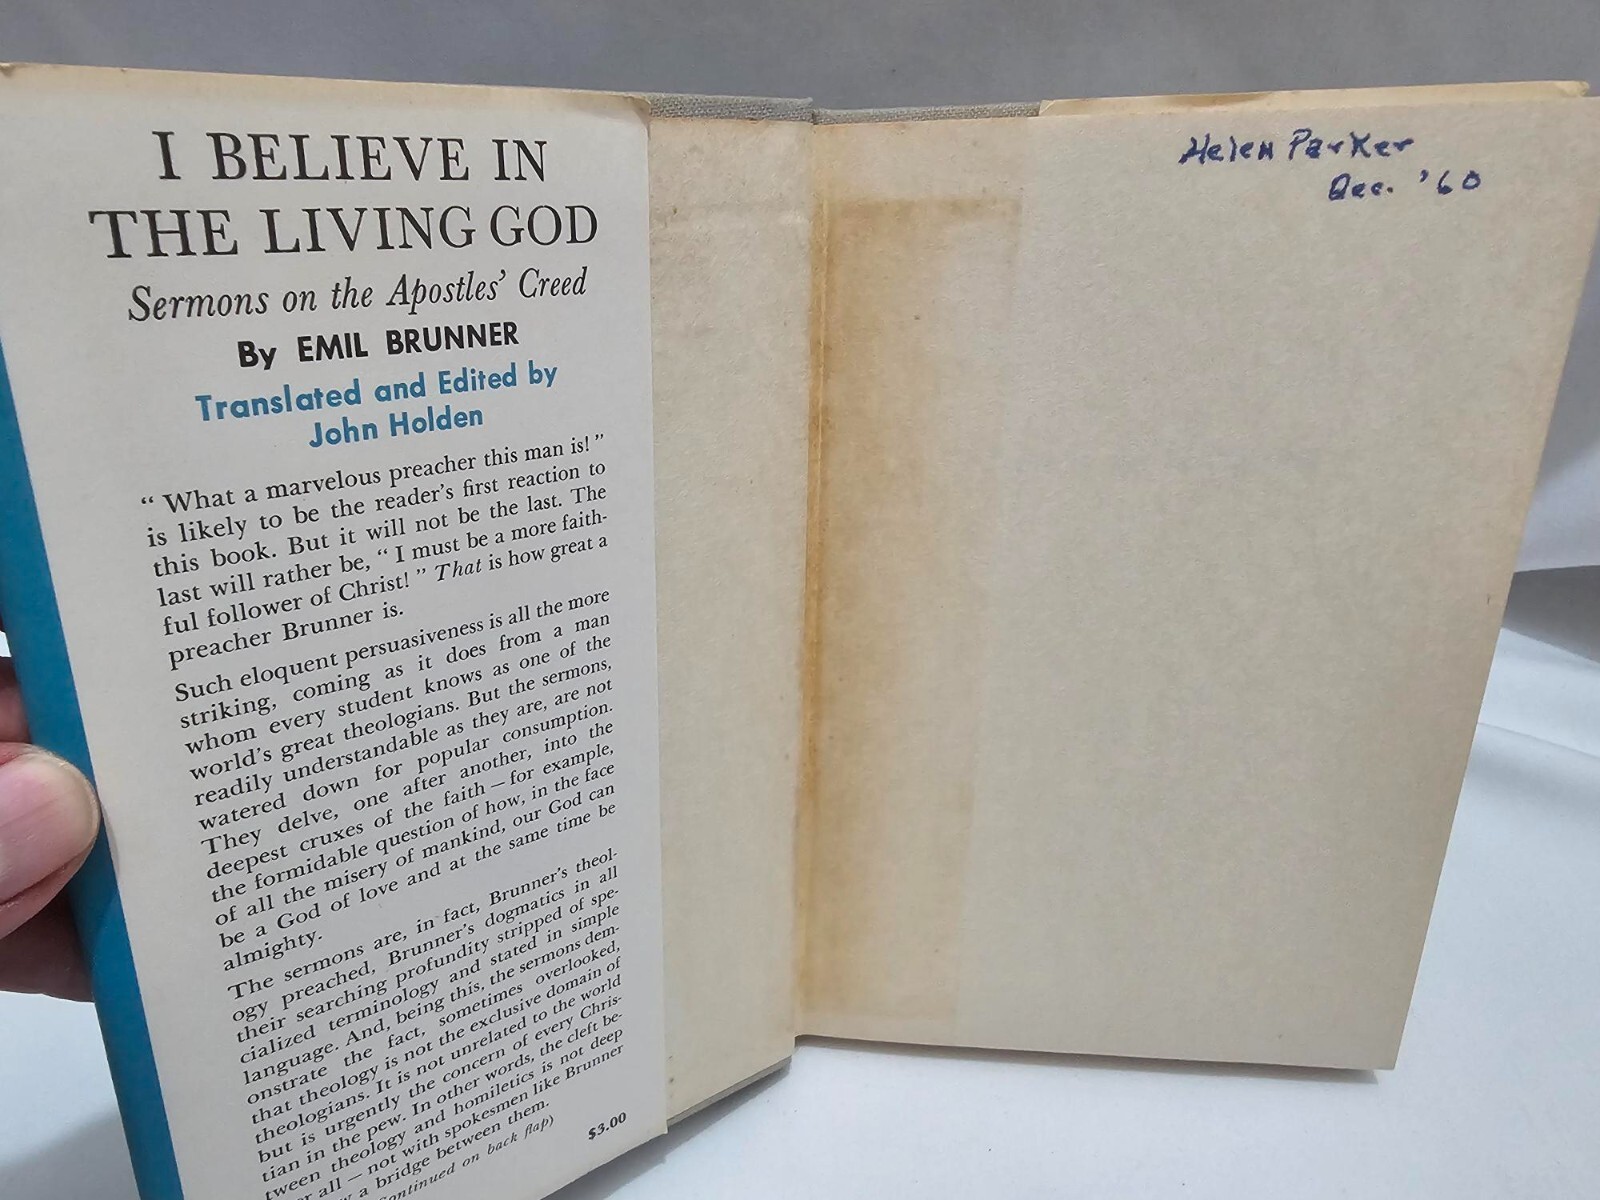 I BELIEVE IN
THE LIVING GOD
Sermons on the Apostles' Creed
By EMIL BRUNNER
Translated and Edited by
John Holden
“ What a marvelous preacher this man is! ”
is likely to be the reader's first reaction to
this book. But it will not be the last. The
last will rather be, “ I must be a more faith-
ful follower of Christ! ” That is how great a
preacher Brunner is.
Such eloquent persuasiveness is all the more
striking, coming as it does from a man
whom every student knows as one of the
world's great theologians. But the sermons,
readily understandable as they are, are not
watered down for popular consumption.
They delve, one after another, into the
deepest cruxes of the faith — for example,
the formidable question of how, in the face
of all the misery of mankind, our God can
be a God of love and at the same time be
almighty.
The sermons are, in fact, Brunner's theol-
ogy preached, Brunner's dogmatics in all
their searching profundity stripped of spe-
cialized terminology and stated in simple
language. And, being this, the sermons dem-
onstrate the fact, sometimes overlooked,
that theology is not the exclusive domain of
theologians. It is not unrelated to the world
but is urgently the concern of every Chris-
tian in the pew. In other words, the cleft be-
tween theology and homiletics is not deep
all — not with spokesmen like Brunner
a bridge between them.
continued on back flap)
$3.00
Helen Parker
Dec. '60